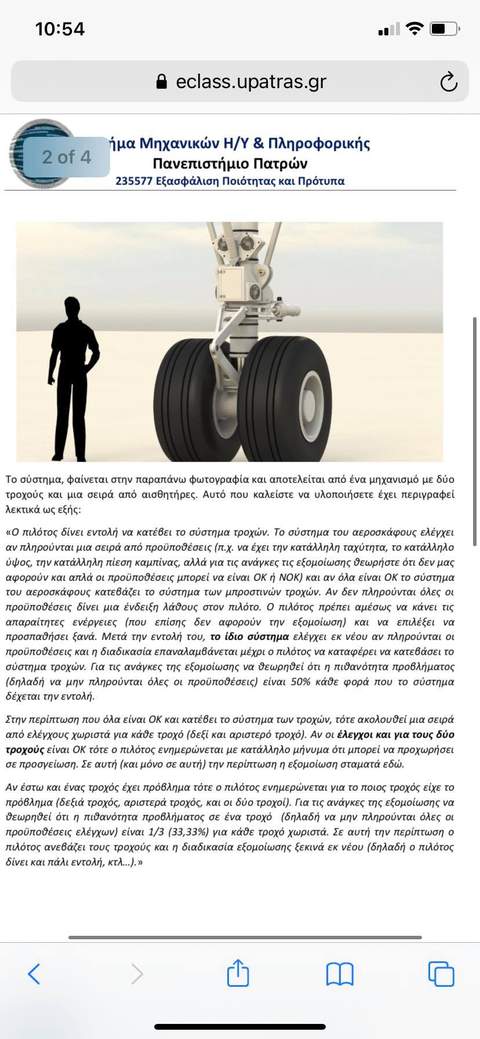 10:54
eclass.upatras.gr
2 of 4
ήμα Μηχανικών Η/Υ & Πληροφορικής
Πανεπιστήμιο Πατρών
235577 Εξασφάλιση Ποιότητας και Πρότυπα
Το σύστημα, φαίνεται στην παραπάνω φωτογραφία και αποτελείται από ένα μηχανισμό με δύο
τροχούς και μια σειρά από αισθητήρες. Αυτό που καλείστε να υλοποιήσετε έχει περιγραφεί
λεκτικά ως εξής:
«Ο πιλότος δίνει εντολή να κατέβει το σύστημα τροχών. Το σύστημα του αεροσκάφους ελέγχει
αν πληρούνται μια σειρά από προϋποθέσεις (π.χ. να έχει την κατάλληλη ταχύτητα, το κατάλληλο
ύψος, την κατάλληλη πίεση καμπίνας, αλλά για τις ανάγκες τις εξομοίωσης θεωρήστε ότι δεν μας
αφορούν και απλά οι προϋποθέσεις μπορεί να είναι ΟΚ ή ΝΟΚ) και αν όλα είναι ΟΚ το σύστημα
του αεροσκάφους κατεβάζει το σύστημα των μπροστινών τροχών. Αν δεν πληρούνται όλες οι
προϋποθέσεις δίνει μια ένδειξη λάθους στον πιλότο. Ο πιλότος πρέπει αμέσως να κάνει τις
απαραίτητες ενέργειες (που επίσης δεν αφορούν την εξομοίωση) και να επιλέξει να
προσπαθήσει ξανά. Μετά την εντολή του, το ίδιο σύστημα ελέγχει εκ νέου αν πληρούνται οι
προϋποθέσεις και η διαδικασία επαναλαμβάνεται μέχρι ο πιλότος να καταφέρει να κατεβάσει το
σύστημα τροχών. Για τις ανάγκες της εξομοίωσης να θεωρηθεί ότι η πιθανότητα προβλήματος
(δηλαδή να μην πληρούνται όλες οι προϋποθέσεις) είναι 50% κάθε φορά που το σύστημα
δέχεται την εντολή.
Στην περίπτωση που όλα είναι ΟΚ και κατέβει το σύστημα των τροχών, τότε ακολουθεί μια σειρά
από ελέγχους χωριστά για κάθε τροχό (δεξί και αριστερό τροχό). Αν οι έλεγχοι και για τους δύο
τροχούς είναι ΟΚ τότε ο πιλότος ενημερώνεται με κατάλληλο μήνυμα ότι μπορεί να προχωρήσει
σε προσγείωση. Σε αυτή (και μόνο σε αυτή) την περίπτωση η εξομοίωση σταματά εδώ.
Αν έστω και ένας τροχός έχει πρόβλημα τότε ο πιλότος ενημερώνεται για το ποιος τροχός είχε το
πρόβλημα (δεξιά τροχός, αριστερά τροχός, και οι δύο τροχοί). Για τις ανάγκες της εξομοίωσης να
θεωρηθεί ότι η πιθανότητα προβλήματος σε ένα τροχό (δηλαδή να μην πληρούνται όλες οι
προϋποθέσεις ελέγχων) είναι 1/3 (33,33%) για κάθε τροχό χωριστά. Σε αυτή την περίπτωση ο
πιλότος ανεβάζει τους τροχούς και η διαδικασία εξομοίωσης ξεκινά εκ νέου (δηλαδή ο πιλότος
δίνει και πάλι εντολή, κτλ...).»